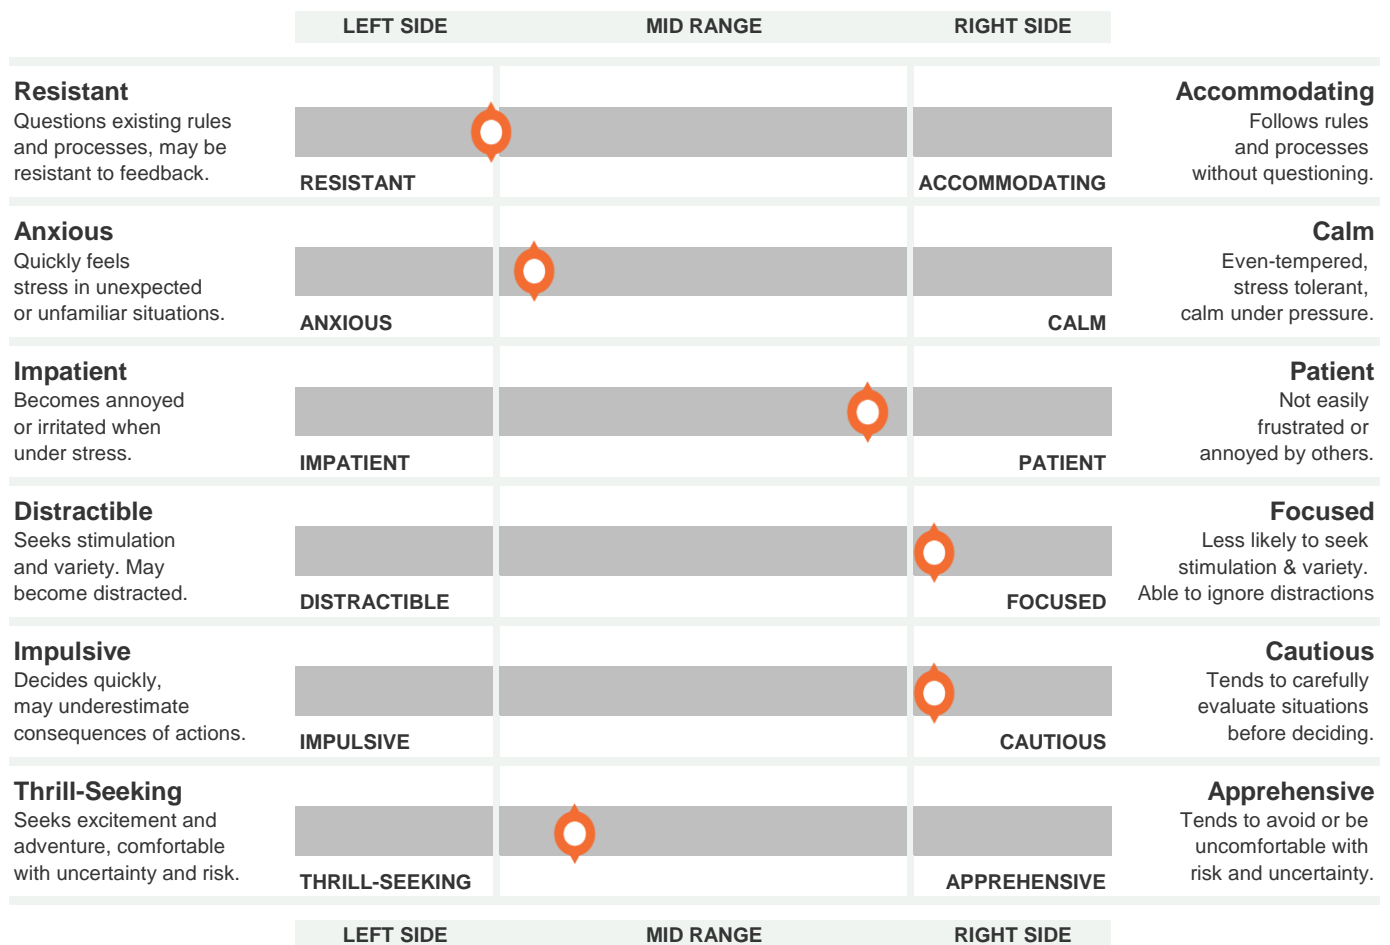 LEFT SIDE MID RANGE RIGHT SIDE
Resistant
Questions existing rules
and processes, may be
resistant to feedback.
RESISTANT
ACCOMMODATING
Accommodating
Follows rules
and processes
without questioning.
Anxious
Quickly feels
stress in unexpected
or unfamiliar situations.
ANXIOUS
CALM
Calm
Even-tempered,
stress tolerant,
calm under pressure.
Impatient
Becomes annoyed
or irritated when
under stress.
IMPATIENT
PATIENT
Patient
Not easily
frustrated or
annoyed by others.
Distractible
Seeks stimulation
and variety. May
become distracted.
DISTRACTIBLE
FOCUSED
Focused
Less likely to seek
stimulation & variety.
Able to ignore distractions
Impulsive
Decides quickly,
may underestimate
consequences of actions.
IMPULSIVE
CAUTIOUS
Cautious
Tends to carefully
evaluate situations
before deciding.
Thrill-Seeking
Seeks excitement and
adventure, comfortable
with uncertainty and risk.
THRILL-SEEKING
APPREHENSIVE
Apprehensive
Tends to avoid or be
uncomfortable with
risk and uncertainty.
LEFT SIDE MID RANGE RIGHT SIDE